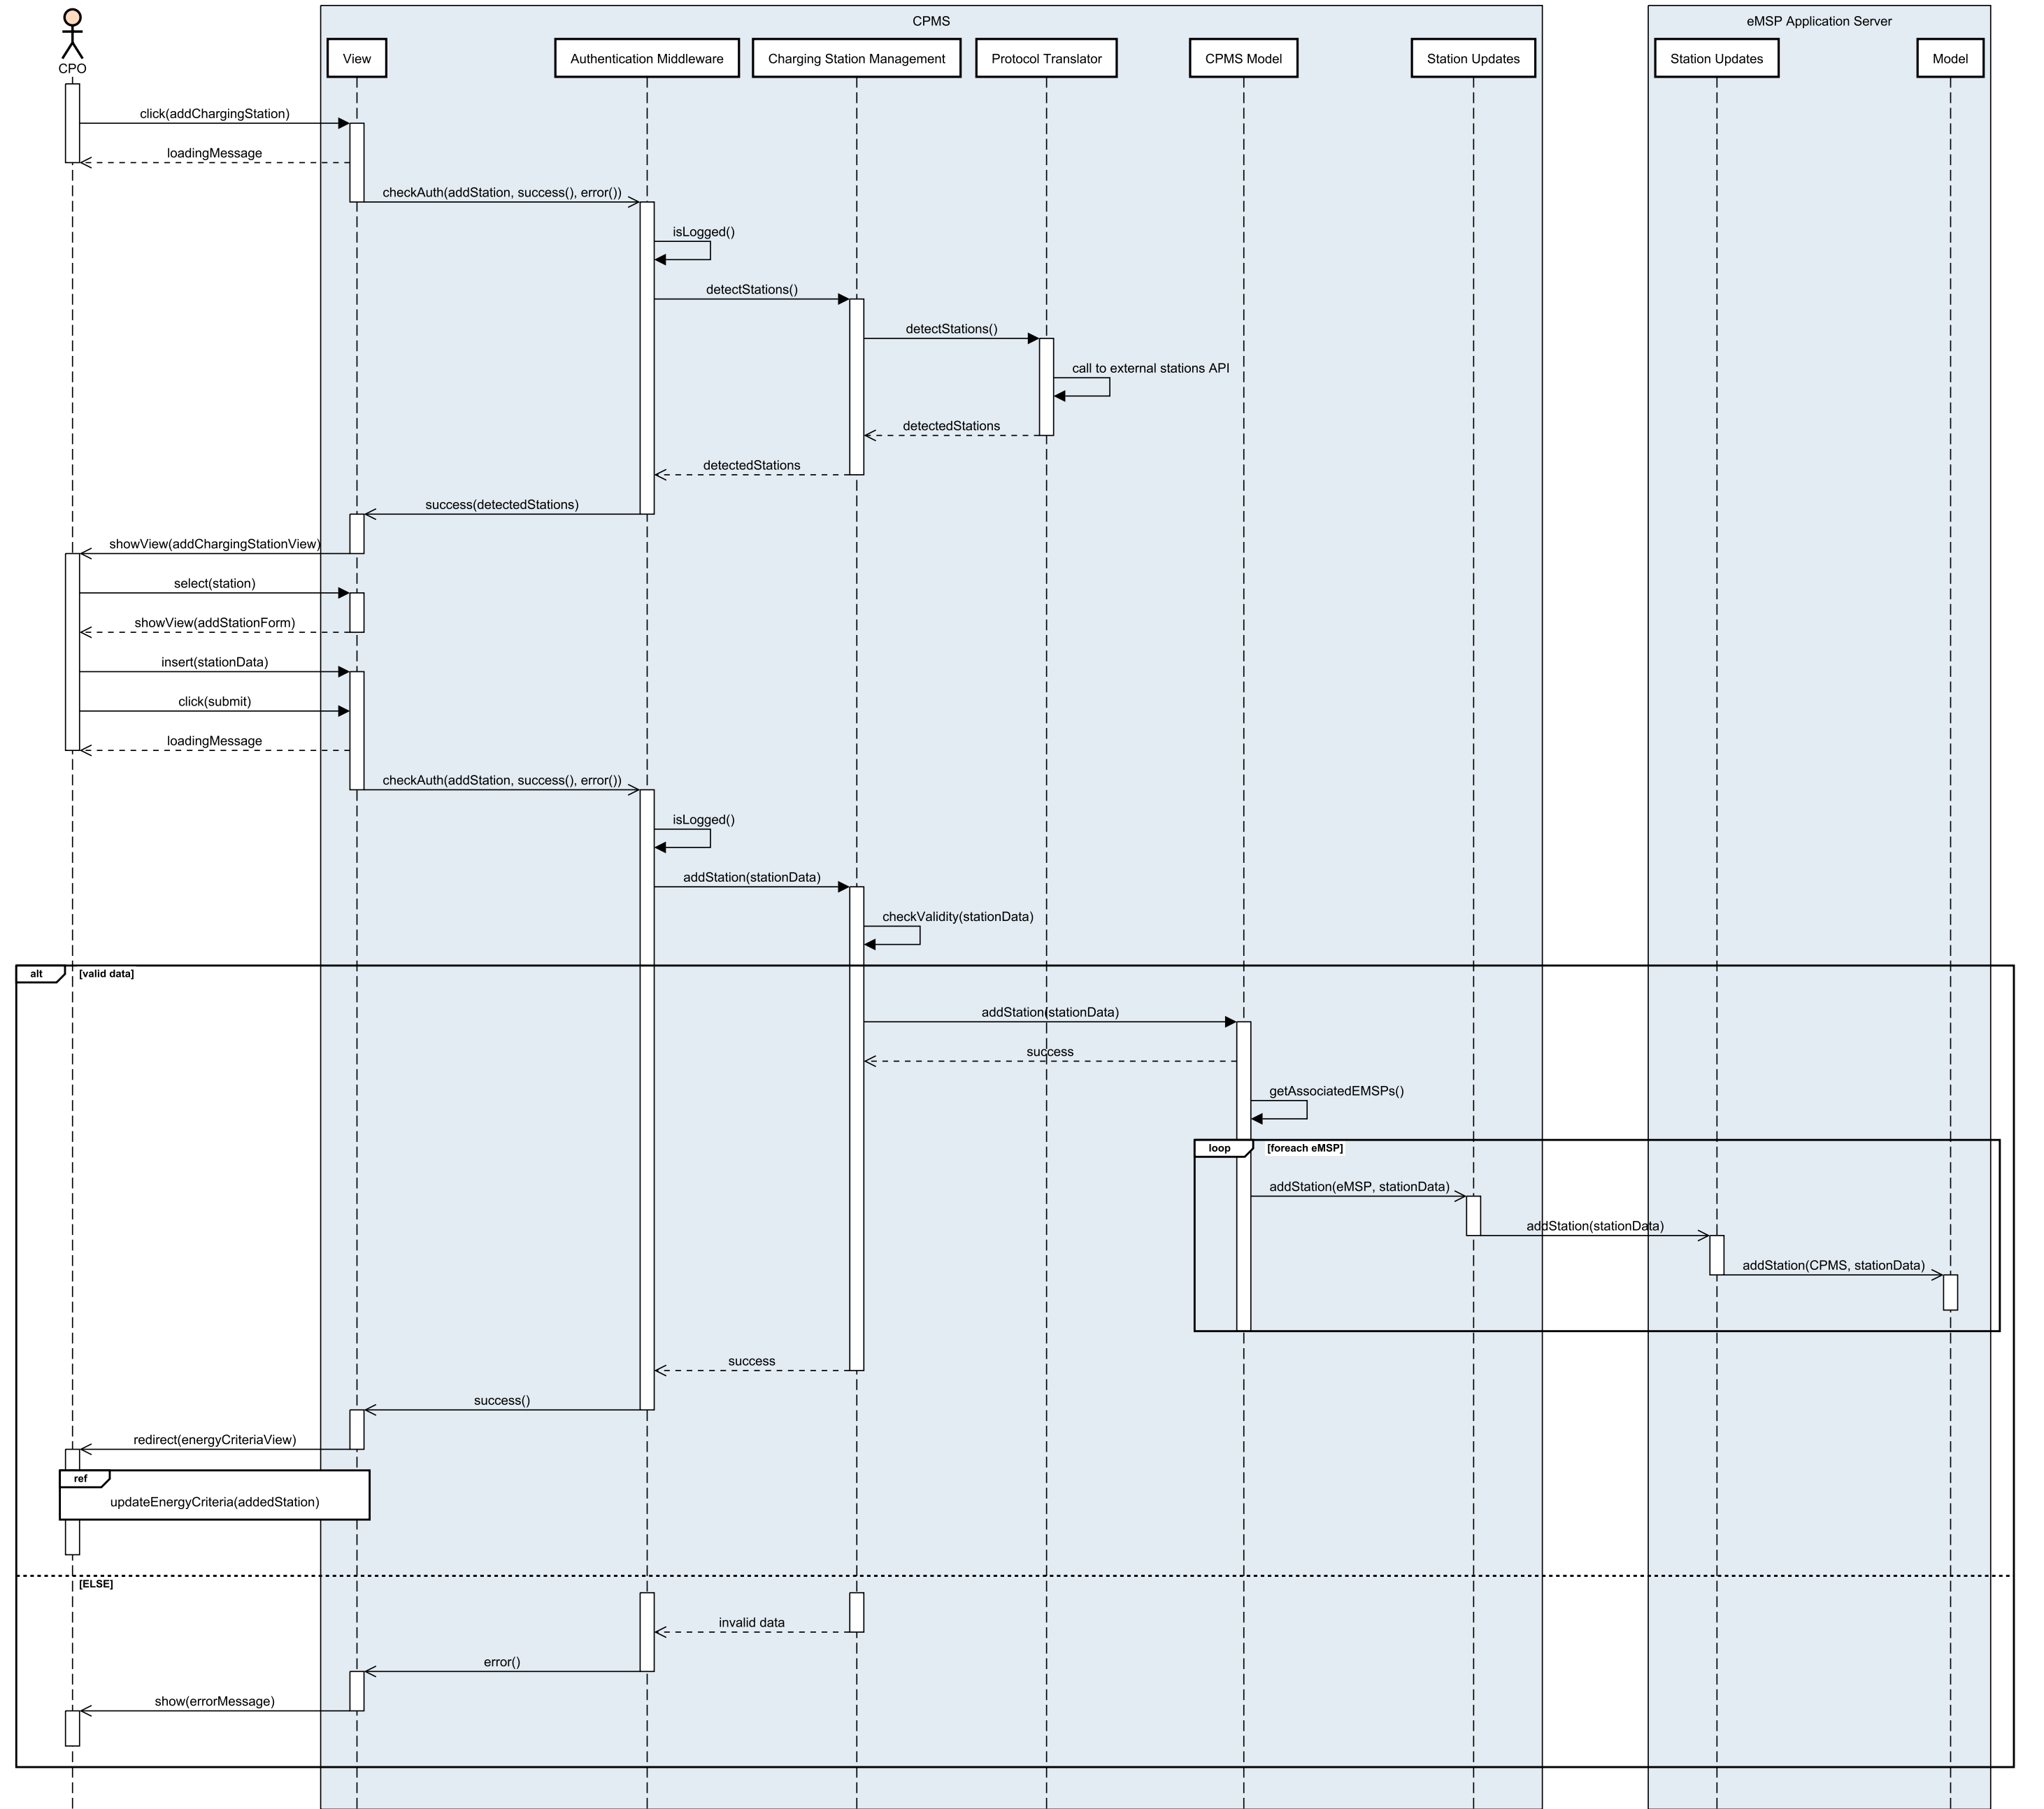 CPMS
eMSP Application Server
CPO
View
Authentication Middleware
Charging Station Management
Protocol Translator
CPMS Model
Station Updates
Station Updates
Model
click(addChargingStation)
loadingMessage
checkAuth(addStation, success(), error())
isLogged()
detectStations()
detectStations()
call to external stations API
detectedStations
detectedStations
success(detectedStations)
showView(addChargingStationView)
select(station)
showView(addStationForm)
insert(stationData)
click(submit)
loadingMessage
checkAuth(addStation, success(), error())
isLogged()
addStation(stationData)
checkValidity(stationData)
alt
[valid data]
addStation(stationData)
success
getAssociatedEMSPs()
loop
[foreach eMSP]
addStation(eMSP, stationData)
addStation(stationData)
addStation(CPMS, stationData)
success
success()
redirect(energyCriteriaView)
ref
updateEnergyCriteria(addedStation)
[ELSE]
invalid data
error()
show(errorMessage)